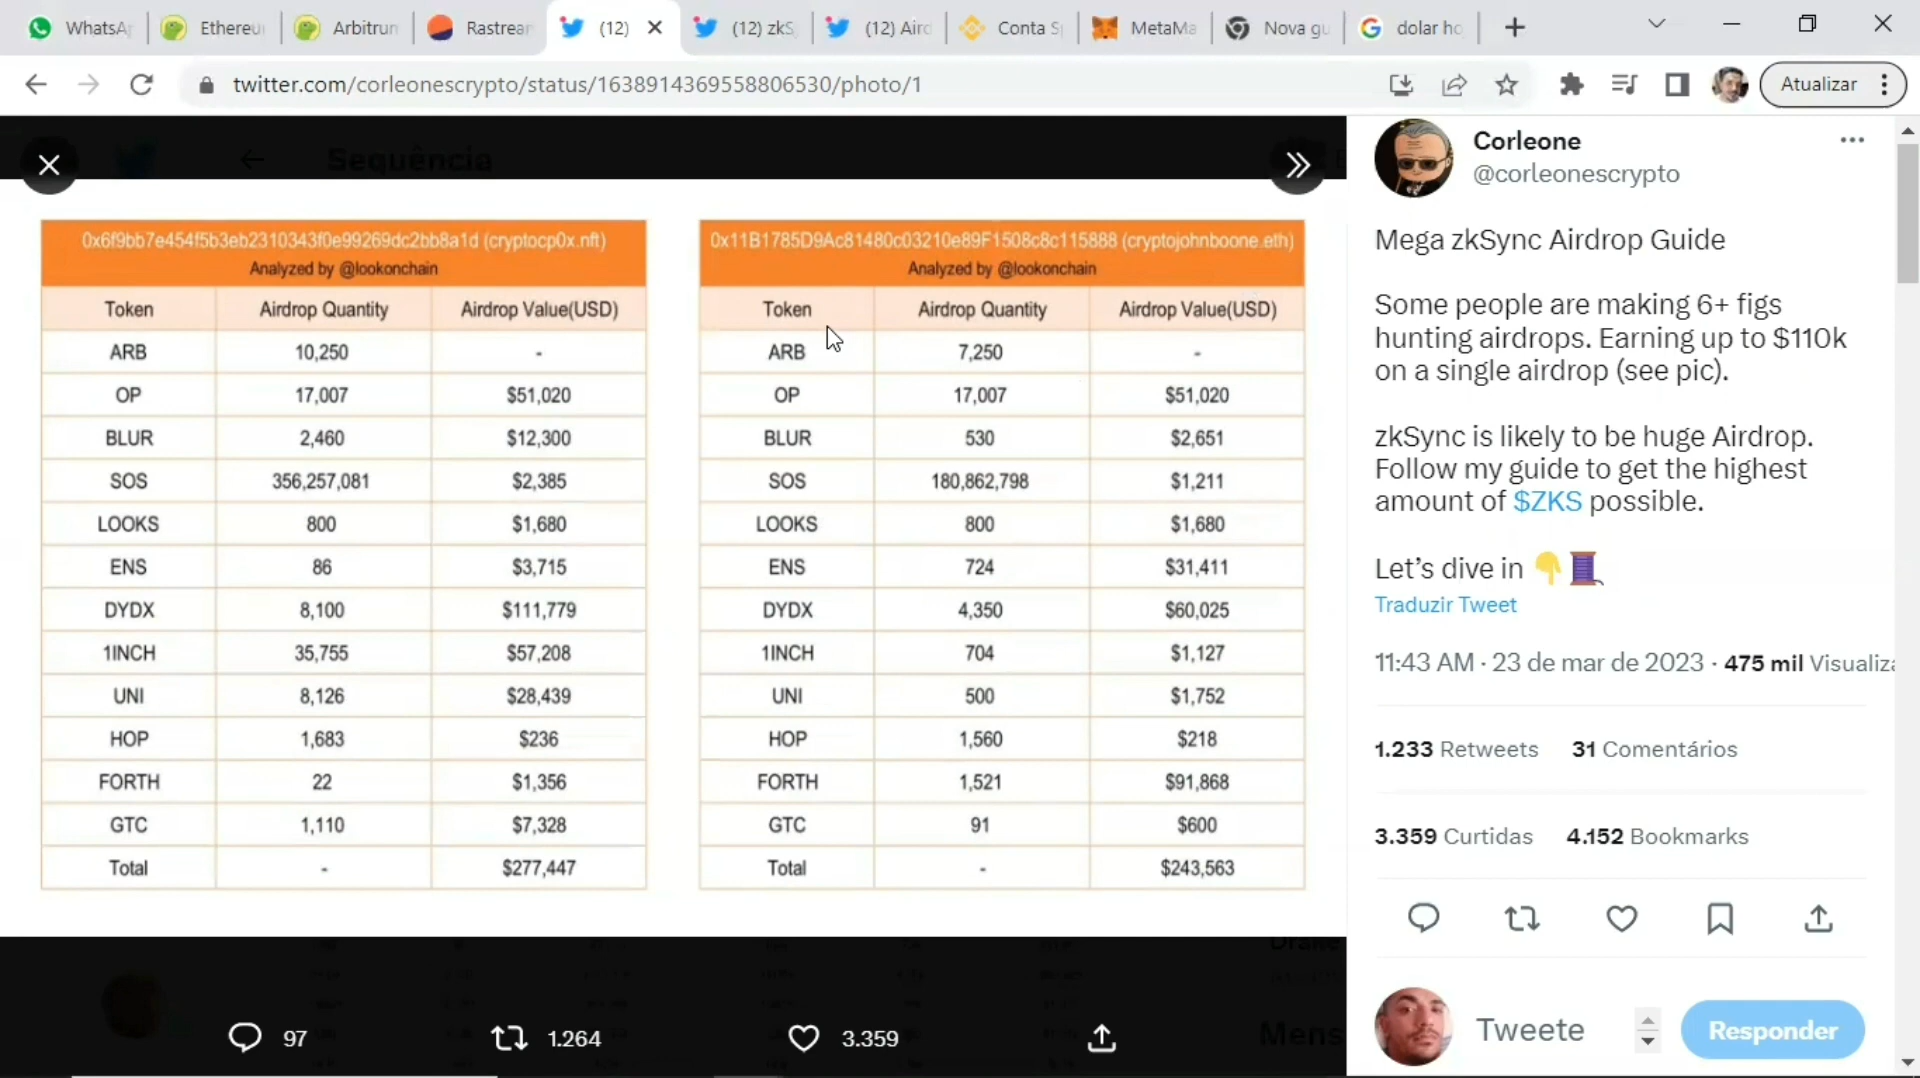 WhatsA
Ethereu
Arbitrun
Rastrear
(12)
(12) zkS
(12) Aird
Conta S
MetaMa
Nova gu
dolar ho
twitter.com/corleonescrypto/status/1638914369558806530/photo/1
Atualizar
Sequência
0x6f9bb7e454f5b3eb2310343f0e99269dc2bb8a1d (cryptocp0x.nft)
Analyzed by @lookonchain
Token Airdrop Quantity Airdrop Value(USD)
ARB 10,250 -
OP 17,007 $51,020
BLUR 2,460 $12,300
SOS 356,257,081 $2,385
LOOKS 800 $1,680
ENS 86 $3,715
DYDX 8,100 $111,779
1INCH 35,755 $57,208
UNI 8,126 $28,439
HOP 1,683 $236
FORTH 22 $1,356
GTC 1,110 $7,328
Total - $277,447
0x11B1785D9Ac81480c03210e89F1508c8c115888 (cryptojohnboone.eth)
Analyzed by @lookonchain
Token Airdrop Quantity Airdrop Value(USD)
ARB 7,250 -
OP 17,007 $51,020
BLUR 530 $2,651
SOS 180,862,798 $1,211
LOOKS 800 $1,680
ENS 724 $31,411
DYDX 4,350 $60,025
1INCH 704 $1,127
UNI 500 $1,752
HOP 1,560 $218
FORTH 1,521 $91,868
GTC 91 $600
Total - $243,563
97
1.264
3.359
Mens
Corleone
@corleonescrypto
Mega zkSync Airdrop Guide
Some people are making 6+ figs
hunting airdrops. Earning up to $110k
on a single airdrop (see pic).
zkSync is likely to be huge Airdrop.
Follow my guide to get the highest
amount of $ZKS possible.
Let’s dive in
Traduzir Tweet
11:43 AM · 23 de mar de 2023 · 475 mil Visualiza
1.233 Retweets 31 Comentários
3.359 Curtidas 4.152 Bookmarks
Tweete
Responder